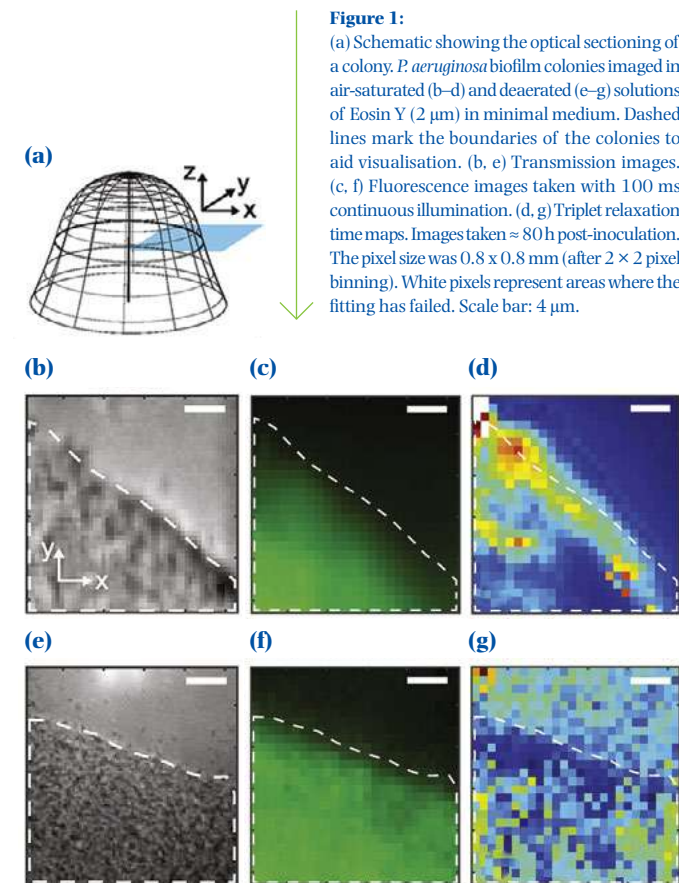 Figure 1:
(a) Schematic showing the optical sectioning of
a colony. P. aeruginosa biofilm colonies imaged in
air-saturated (b–d) and deaerated (e–g) solutions
of Eosin Y (2 μm) in minimal medium. Dashed
lines mark the boundaries of the colonies to
aid visualisation. (b, e) Transmission images.
(c, f) Fluorescence images taken with 100 ms
continuous illumination. (d, g) Triplet relaxation
time maps. Images taken ≈ 80 h post-inoculation.
The pixel size was 0.8 x 0.8 mm (after 2 × 2 pixel
binning). White pixels represent areas where the
fitting has failed. Scale bar: 4 μm.
(a)
z
y
x
(b)
(c)
(d)
y
x
(e)
(f)
(g)